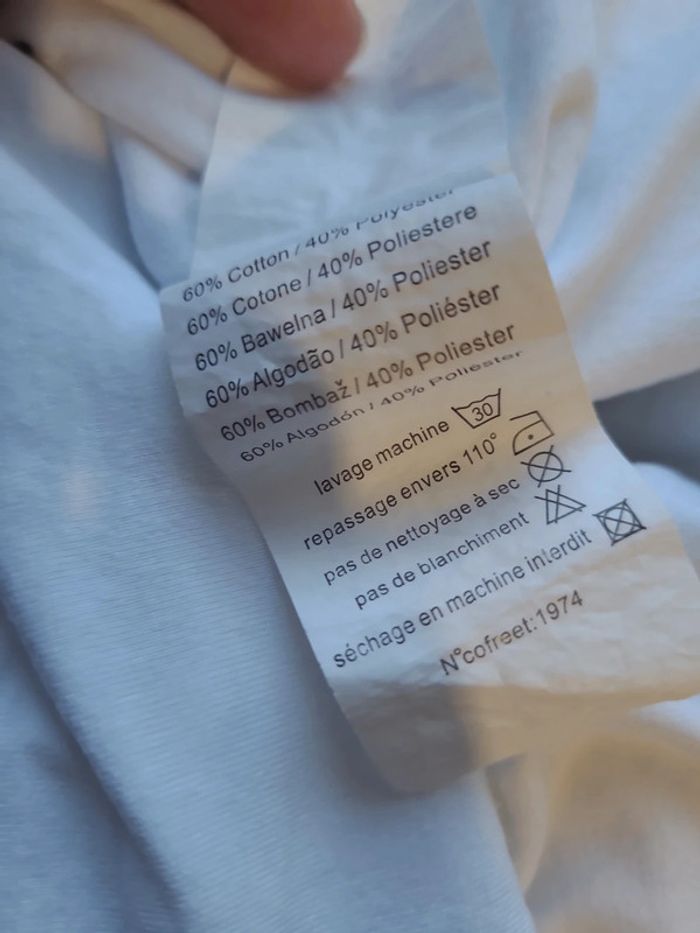 60% Cotton / 40% Polyester
60% Cotone / 40% Poliestere
60% Bawełna / 40% Poliester
60% Algodão / 40% Poliéster
60% Bombaž / 40% Poliester
60% Algodón / 40% Poliester
lavage machine 30
repassage envers 110°
pas de nettoyage à sec
pas de blanchiment
séchage en machine interdit
N°cofreet:1974